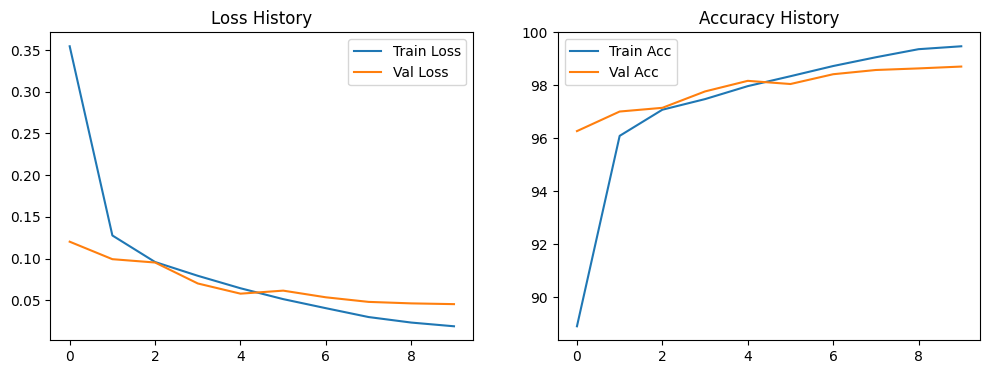 Loss History
0.35
0.30
0.25
0.20
0.15
0.10
0.05
0 2 4 6 8
Train Loss
Val Loss
Accuracy History
100
98
96
94
92
90
0 2 4 6 8
Train Acc
Val Acc